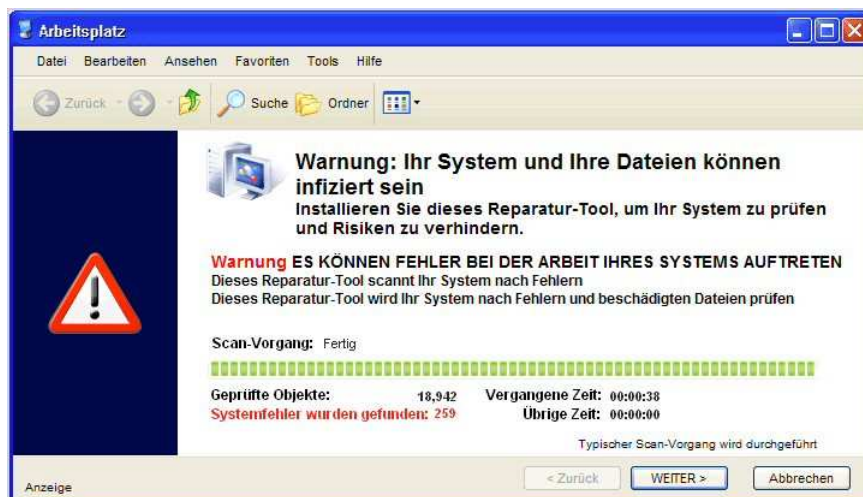 Arbeitsplatz
Datei Bearbeiten Ansehen Favoriten Tools Hilfe
Zurück Suche Ordner
Warnung: Ihr System und Ihre Dateien können
infiziert sein
Installieren Sie dieses Reparatur-Tool, um Ihr System zu prüfen
und Risiken zu verhindern.
Warnung ES KÖNNEN FEHLER BEI DER ARBEIT IHRES SYSTEMS AUFTRETEN
Dieses Reparatur-Tool scannt Ihr System nach Fehlern
Dieses Reparatur-Tool wird Ihr System nach Fehlern und beschädigten Dateien prüfen
Scan-Vorgang: Fertig
Geprüfte Objekte: 18,942 Vergangene Zeit: 00:00:38
Systemfehler wurden gefunden: 259 Übrige Zeit: 00:00:00
Typischer Scan-Vorgang wird durchgeführt
Anzeige < Zurück WEITER > Abbrechen